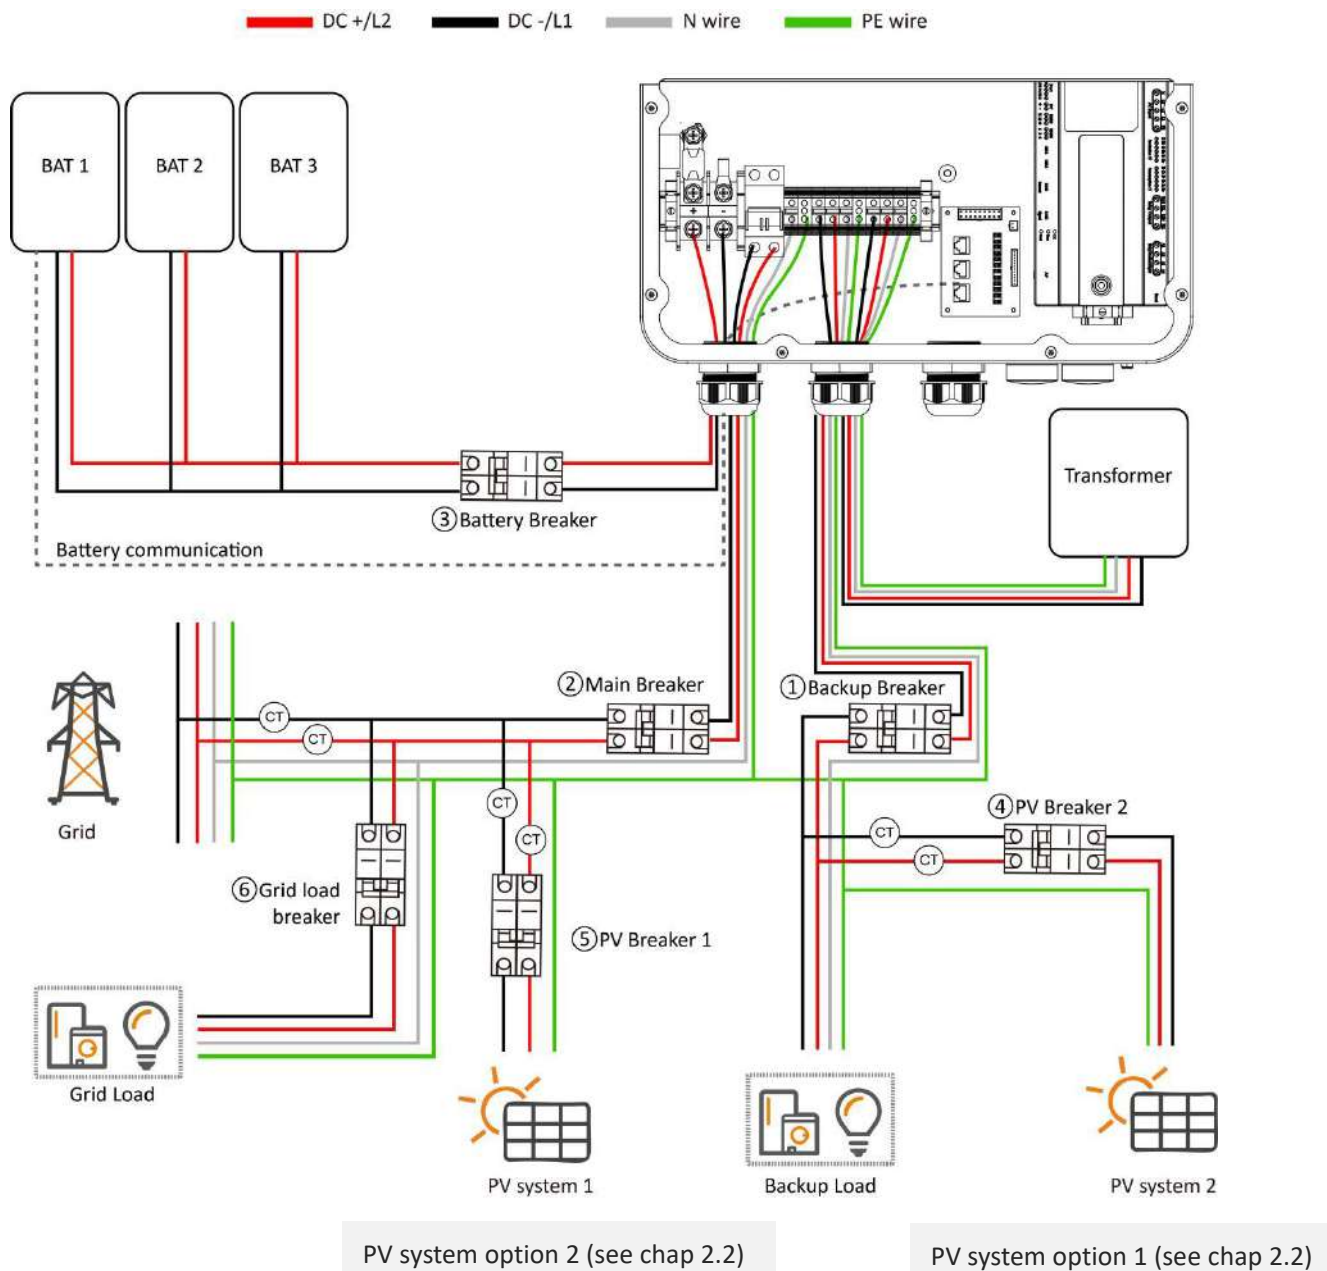 DC +/L2 DC -/L1 N wire PE wire
BAT 1 BAT 2 BAT 3
+ -
Transformer
③Battery Breaker
Battery communication
②Main Breaker
①Backup Breaker
CT
CT
Grid
CT
CT
④PV Breaker 2
CT
CT
⑥Grid load
breaker
⑤PV Breaker 1
Grid Load
PV system 1
Backup Load
PV system 2
PV system option 2 (see chap 2.2)
PV system option 1 (see chap 2.2)